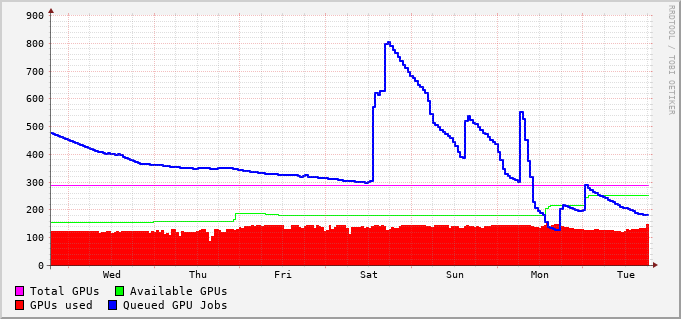 900
800
700
600
500
400
300
200
100
0
Wed Thu Fri Sat Sun Mon Tue
Total GPUs Available GPUs
GPUs used Queued GPU Jobs
RRDTOOL / TOBI OETIKER